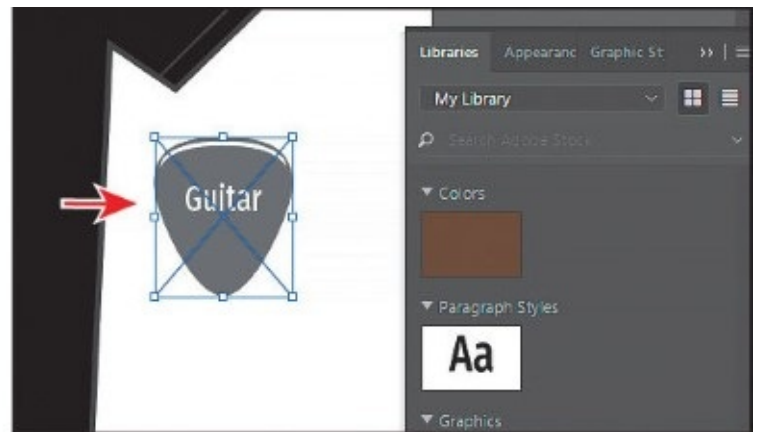 Libraries Appearanc Graphic St
My Library
Search Adobe Stock
Guitar
Colors
Paragraph Styles
Aa
Graphics